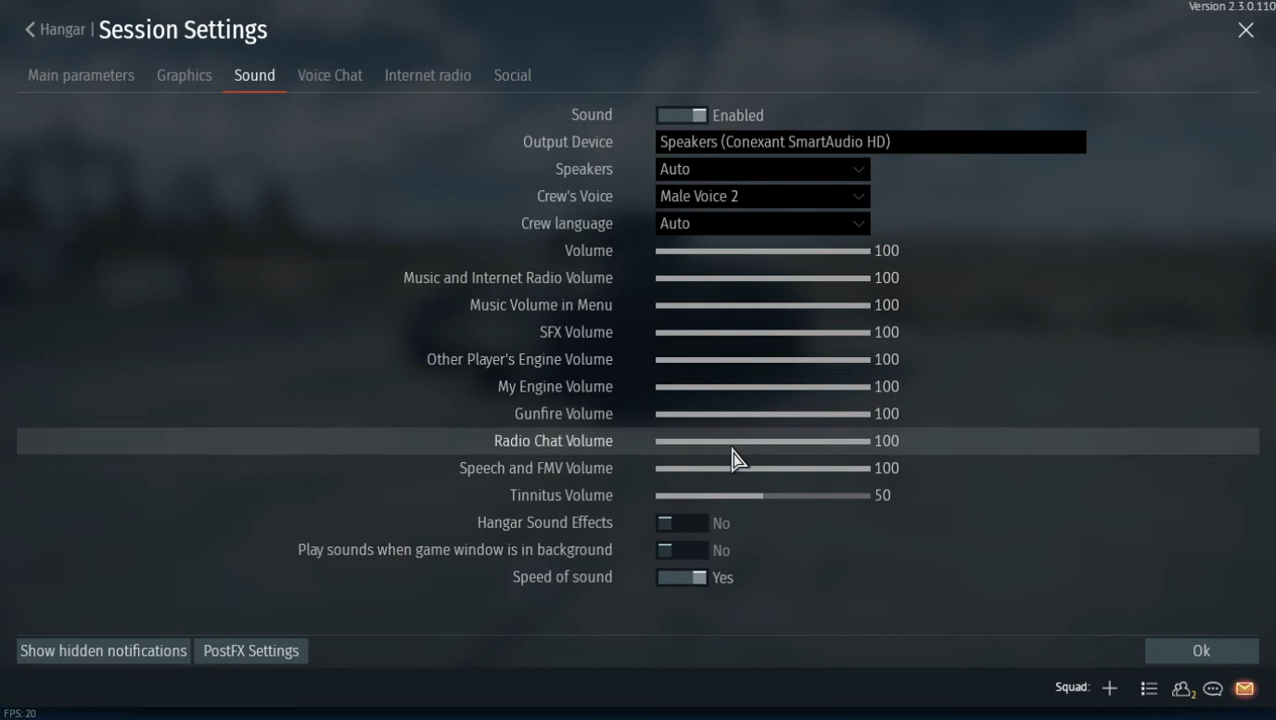 Version 2.3.0.110
Hangar | Session Settings
Main parameters Graphics Sound Voice Chat Internet radio Social
Sound Enabled
Output Device Speakers (Conexant SmartAudio HD)
Speakers Auto
Crew's Voice Male Voice 2
Crew language Auto
Volume 100
Music and Internet Radio Volume 100
Music Volume in Menu 100
SFX Volume 100
Other Player's Engine Volume 100
My Engine Volume 100
Gunfire Volume 100
Radio Chat Volume 100
Speech and FMV Volume 100
Tinnitus Volume 50
Hangar Sound Effects No
Play sounds when game window is in background No
Speed of sound Yes
Show hidden notifications PostFX Settings Ok
Squad: 2
FPS: 20